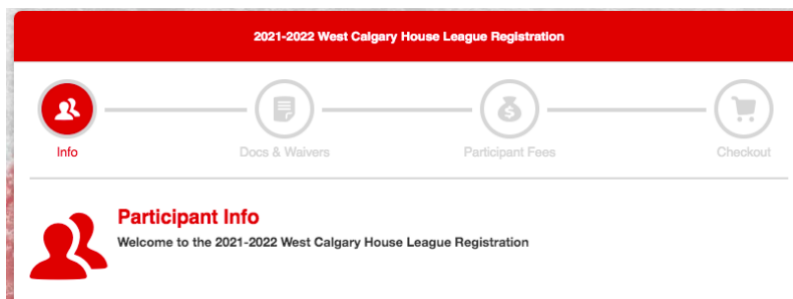 2021-2022 West Calgary House League Registration
Info
Docs & Waivers
Participant Fees
Checkout
Participant Info
Welcome to the 2021-2022 West Calgary House League Registration